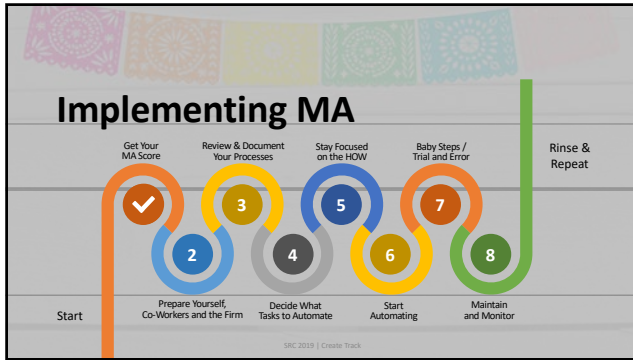 Implementing MA
Get Your
MA Score
Review & Document
Your Processes
Stay Focused
on the HOW
Baby Steps /
Trial and Error
Rinse &
Repeat
3
5
7
2
4
6
8
Start
Prepare Yourself,
Co-Workers and the Firm
Decide What
Tasks to Automate
Start
Automating
Maintain
and Monitor
SRC 2019 | Create Track